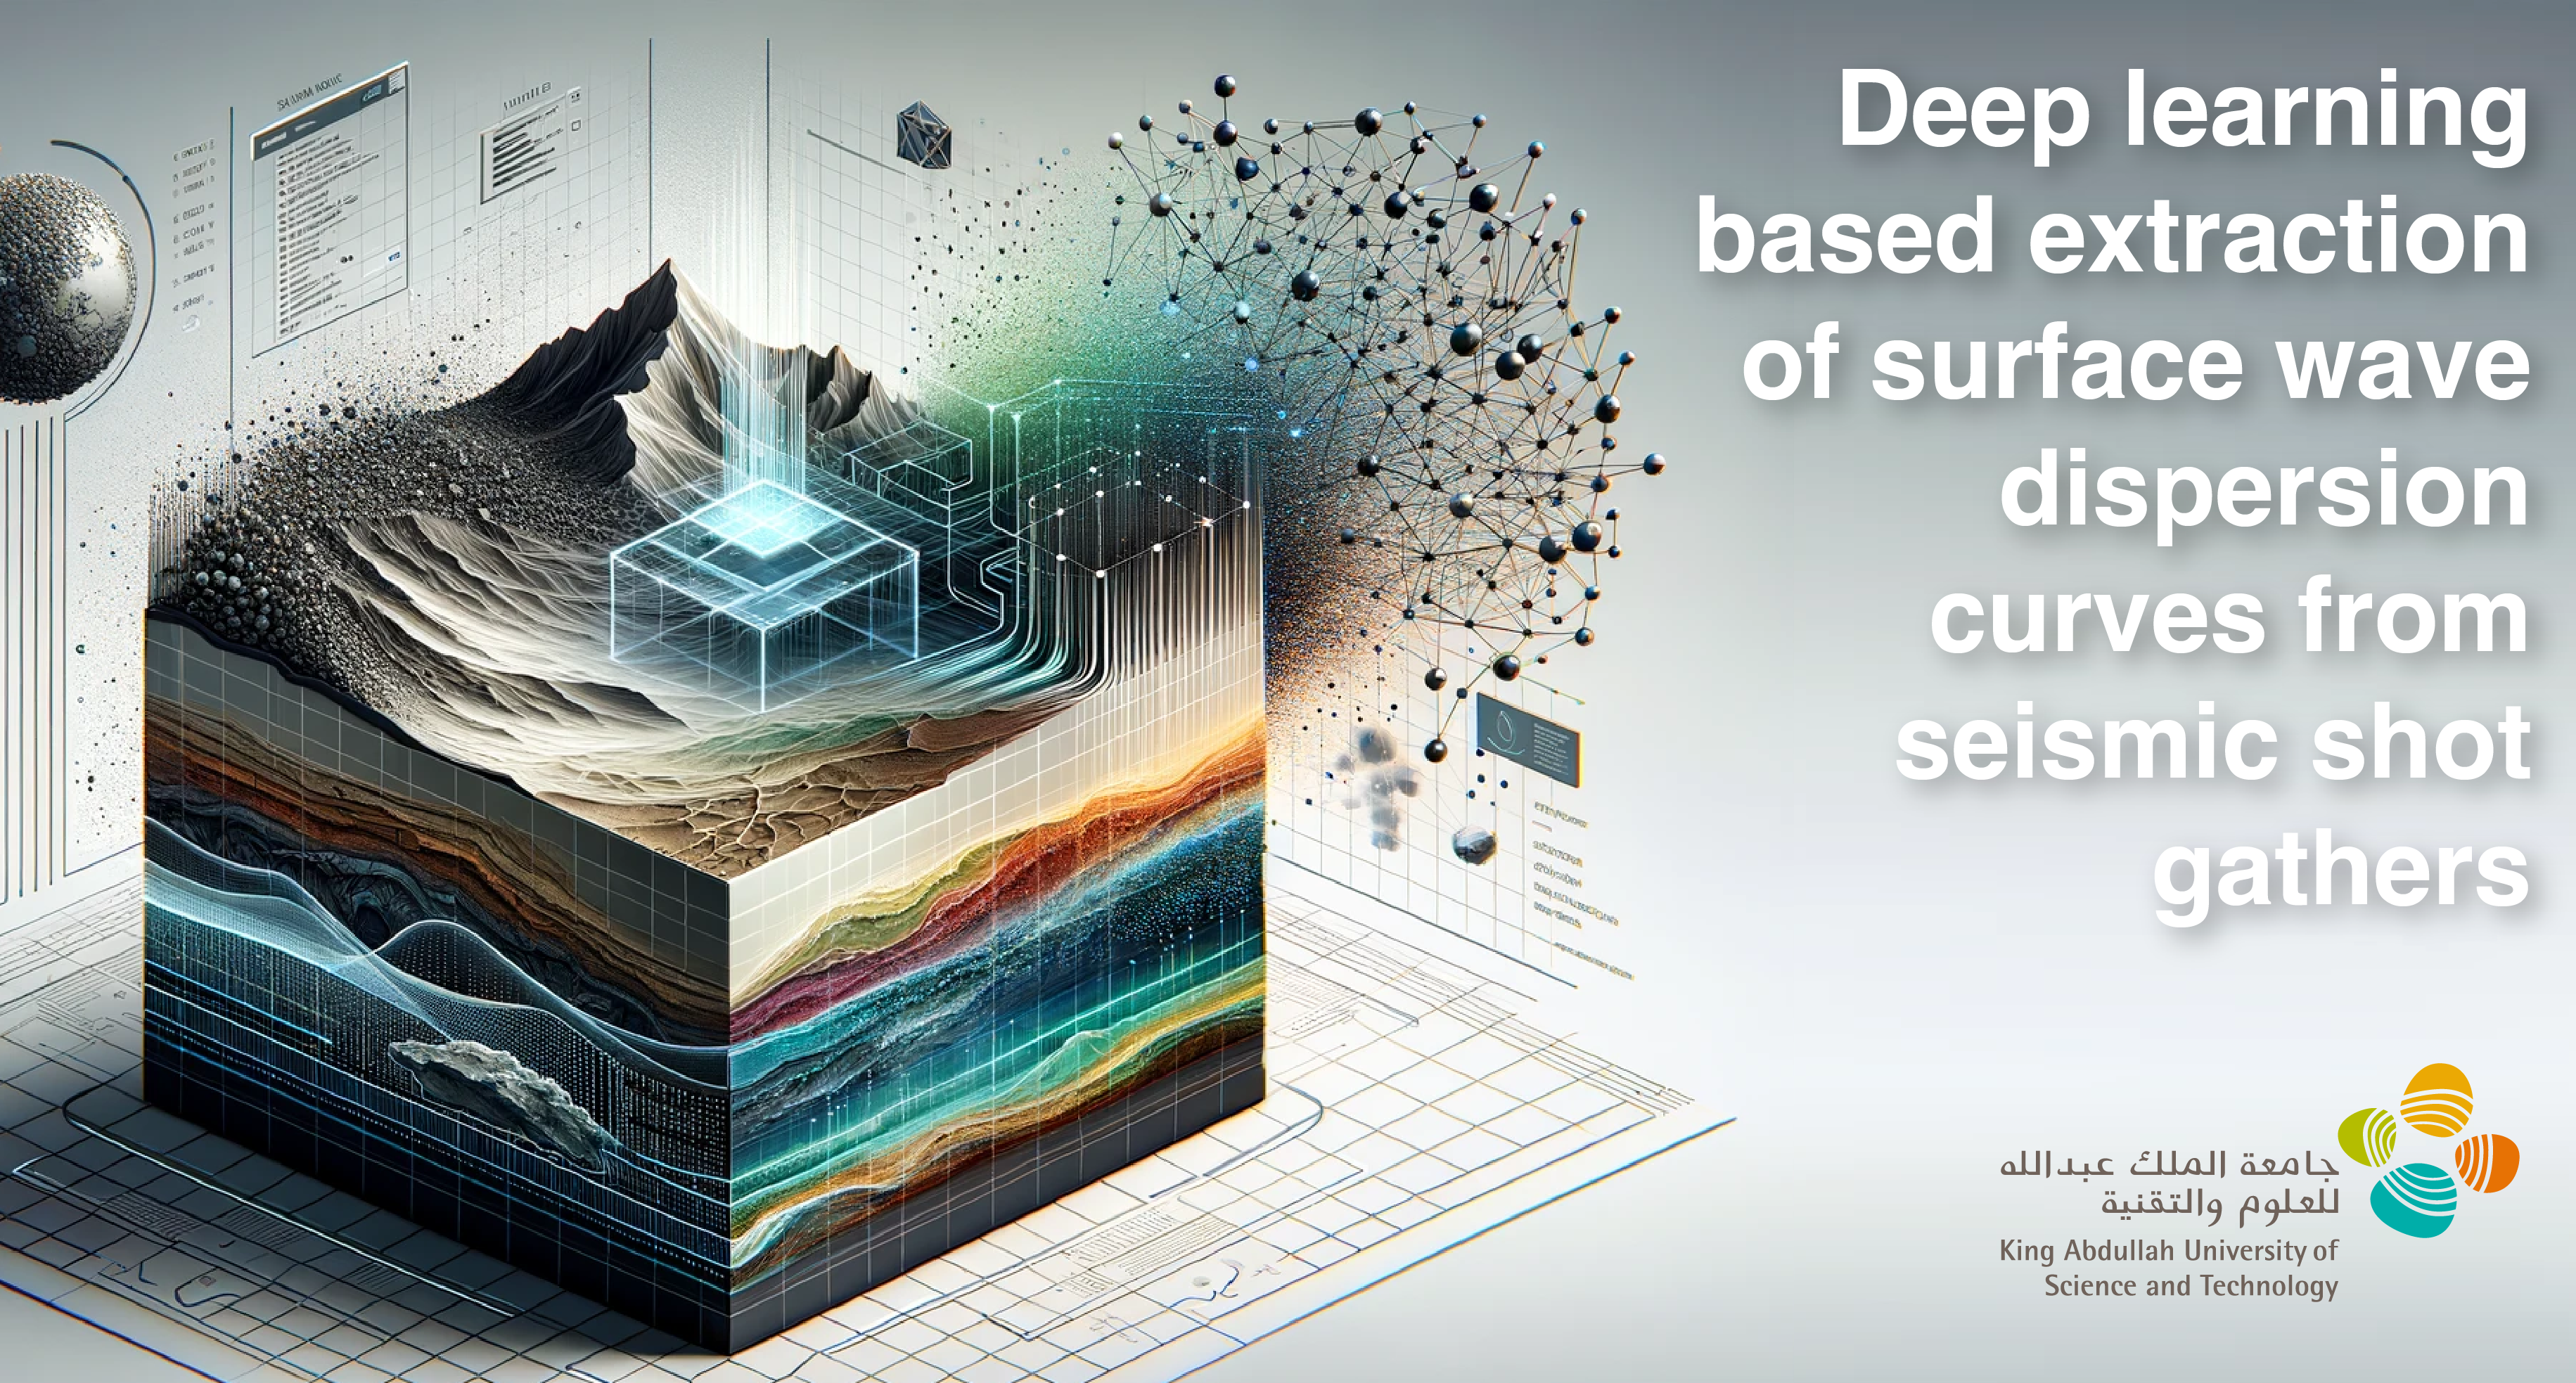 Deep learning
based extraction
of surface wave
dispersion
curves from
seismic shot
gathers
جامعة الملك عبدالله
للعلوم والتقنية
King Abdullah University of
Science and Technology